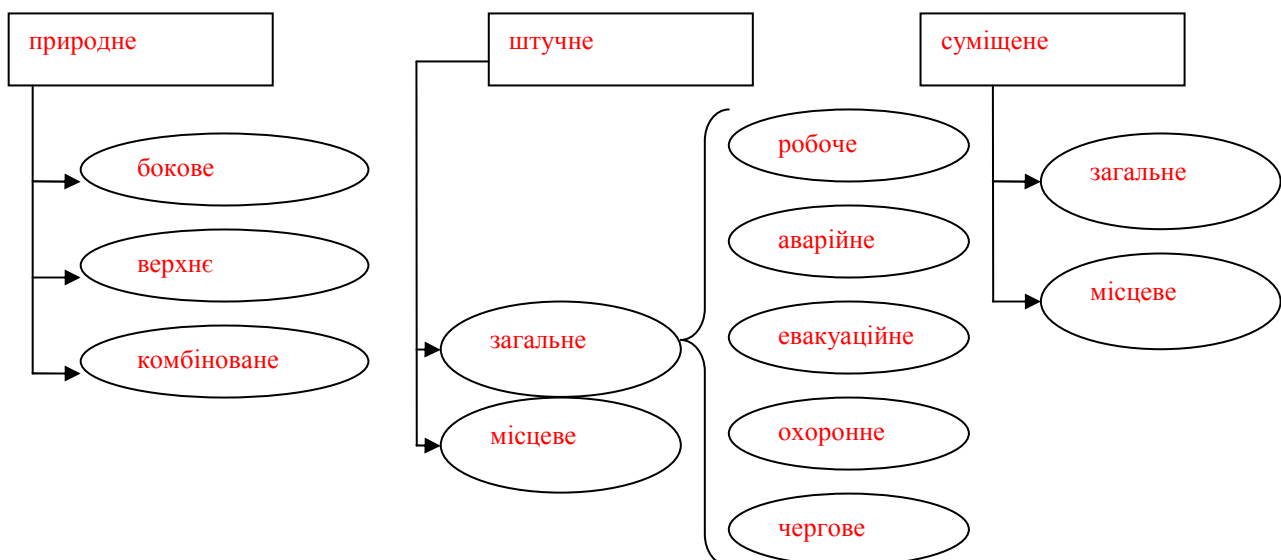 природне
бокове
верхнє
комбіноване
штучне
загальне
місцеве
робоче
аварійне
евакуаційне
охоронне
чергове
суміщене
загальне
місцеве